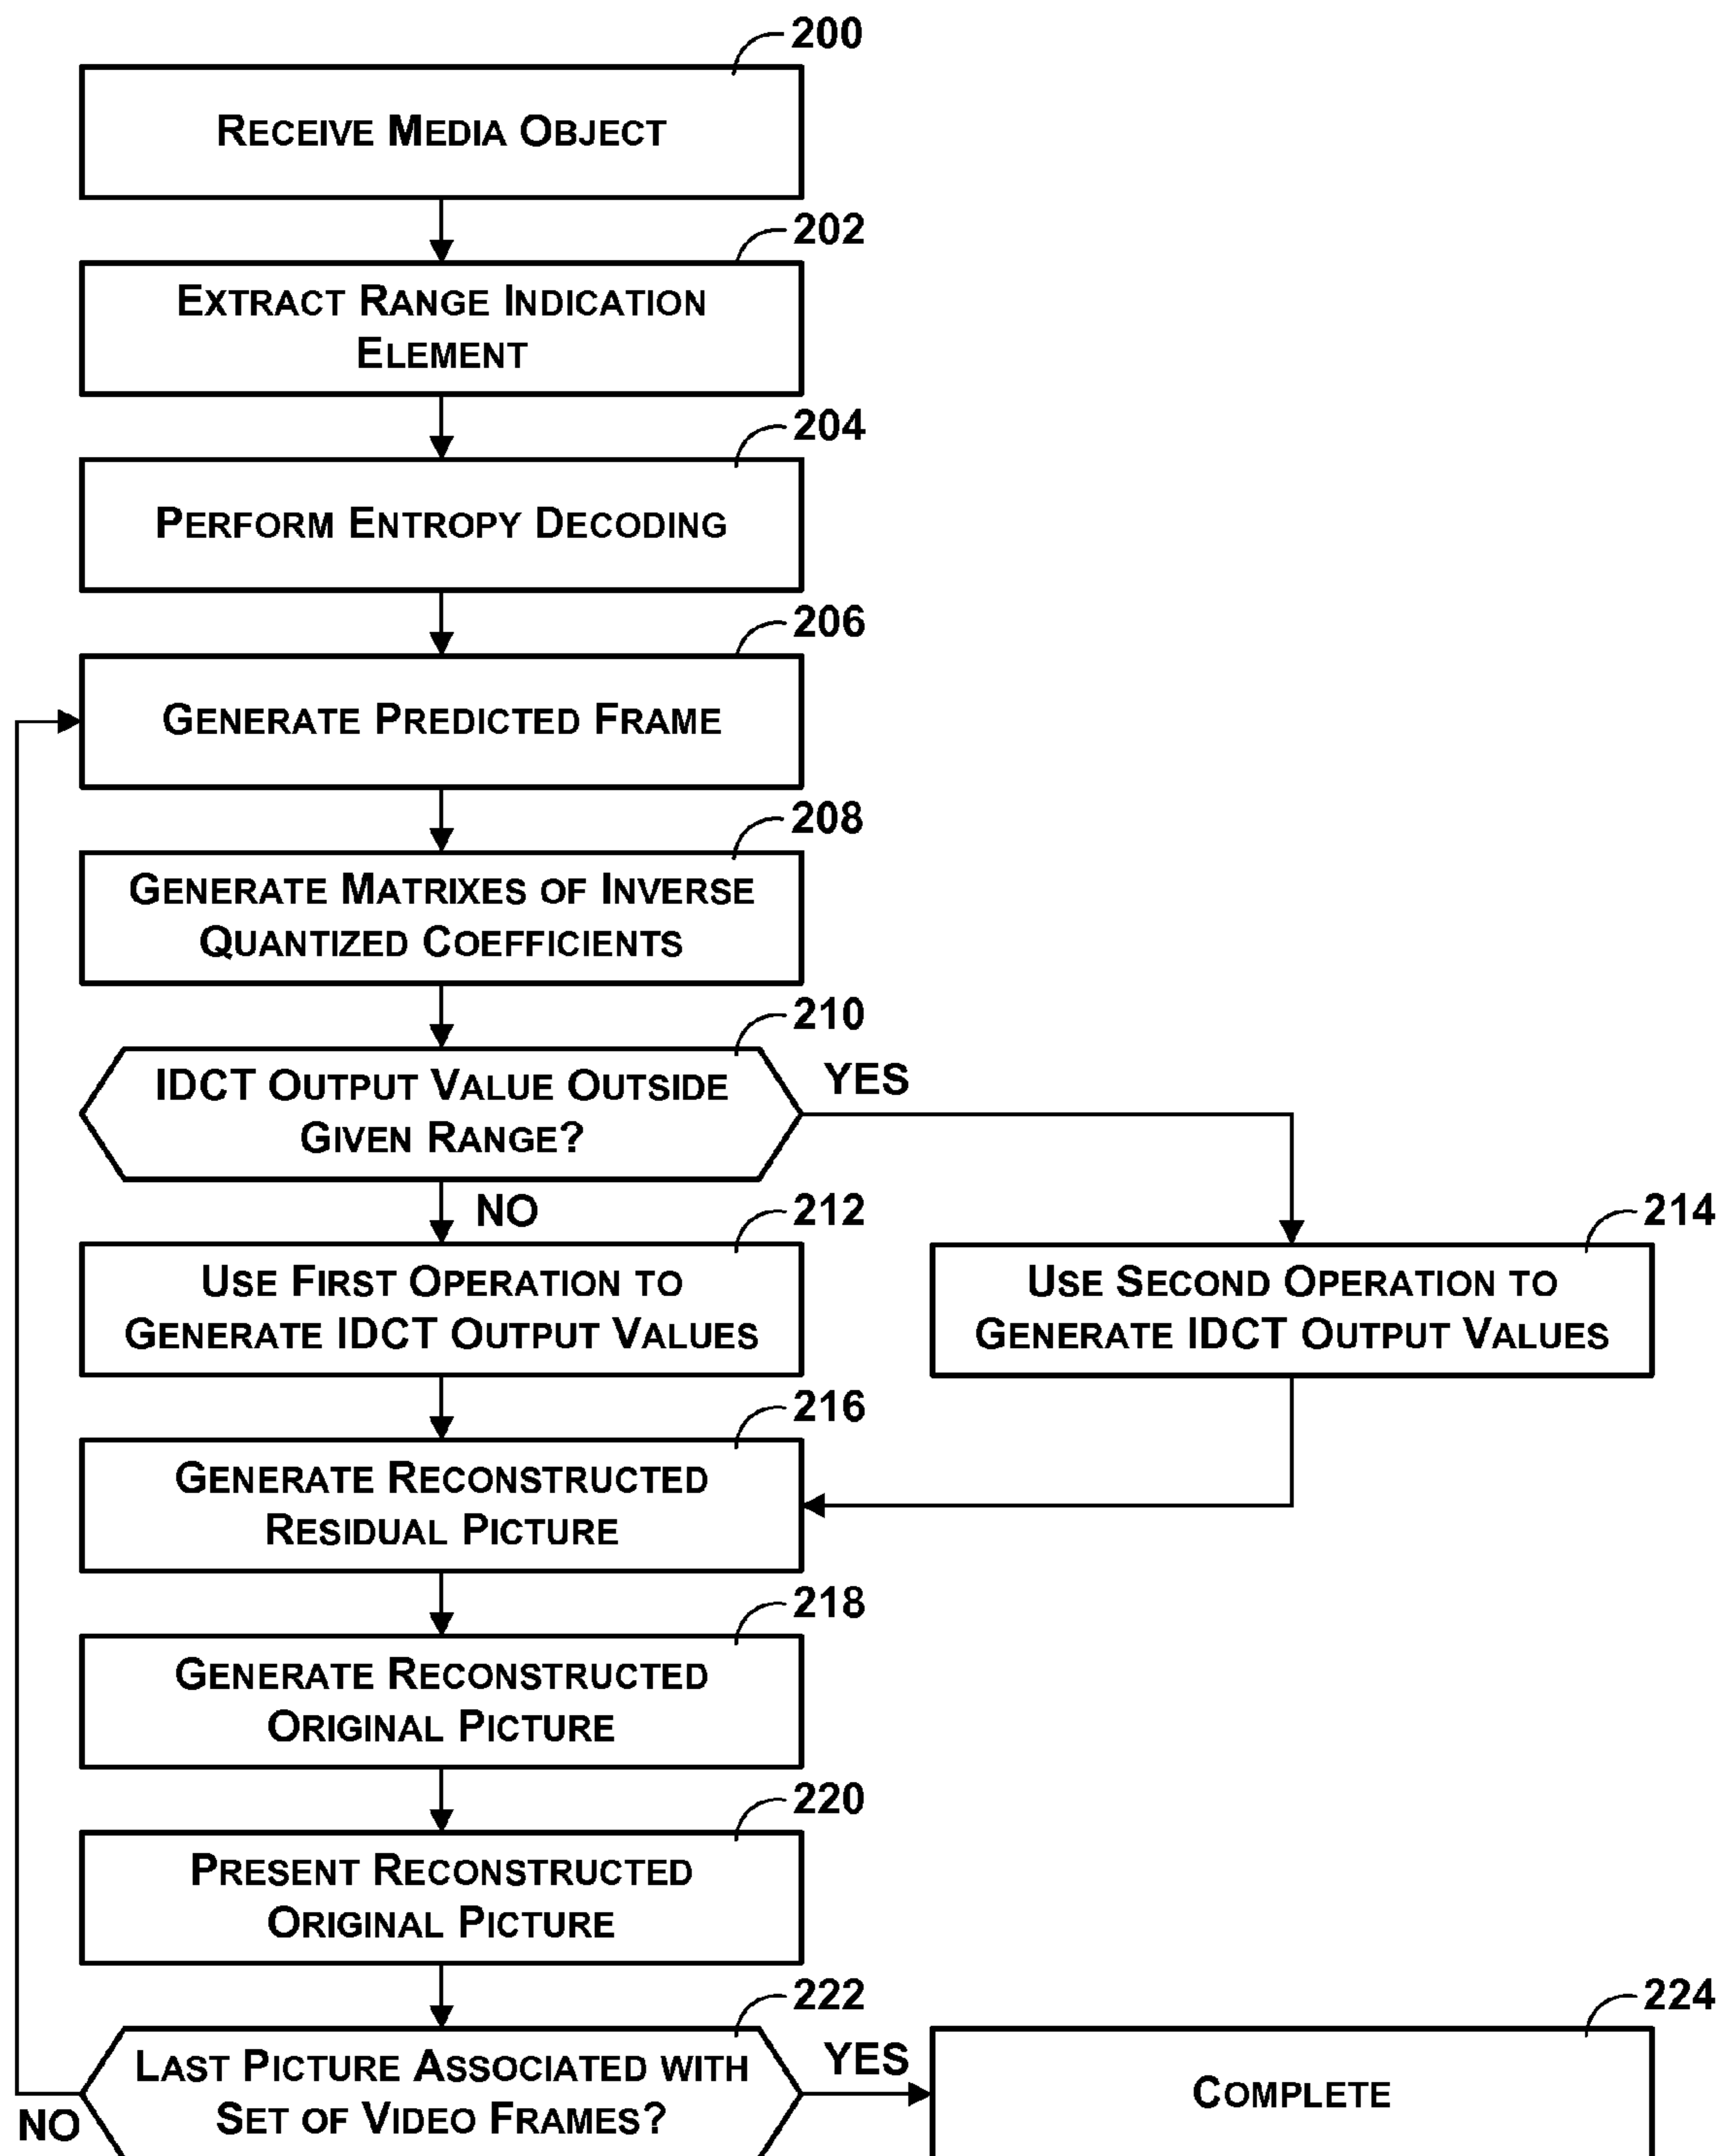 200
RECEIVE MEDIA OBJECT
202
EXTRACT RANGE INDICATION
ELEMENT
204
PERFORM ENTROPY DECODING
206
GENERATE PREDICTED FRAME
208
GENERATE MATRIXES OF INVERSE
QUANTIZED COEFFICIENTS
210
IDCT OUTPUT VALUE OUTSIDE
GIVEN RANGE?
YES
NO
212
USE FIRST OPERATION TO
GENERATE IDCT OUTPUT VALUES
214
USE SECOND OPERATION TO
GENERATE IDCT OUTPUT VALUES
216
GENERATE RECONSTRUCTED
RESIDUAL PICTURE
218
GENERATE RECONSTRUCTED
ORIGINAL PICTURE
220
PRESENT RECONSTRUCTED
ORIGINAL PICTURE
222
LAST PICTURE ASSOCIATED WITH
SET OF VIDEO FRAMES?
NO
YES
224
COMPLETE